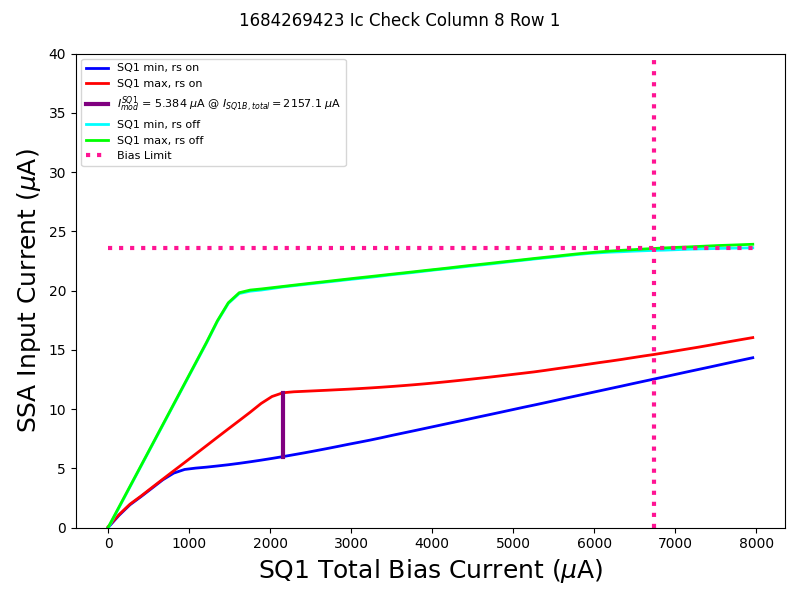 1684269423 Ic Check Column 8 Row 1
40
35
30
25
20
15
10
5
0
SSA Input Current (μA)
SQ1 min, rs on
SQ1 max, rs on
I_{mod}^{SQ1} = 5.384 μA @ I_{SQ1B, total} = 2157.1 μA
SQ1 min, rs off
SQ1 max, rs off
Bias Limit
0 1000 2000 3000 4000 5000 6000 7000 8000
SQ1 Total Bias Current (μA)